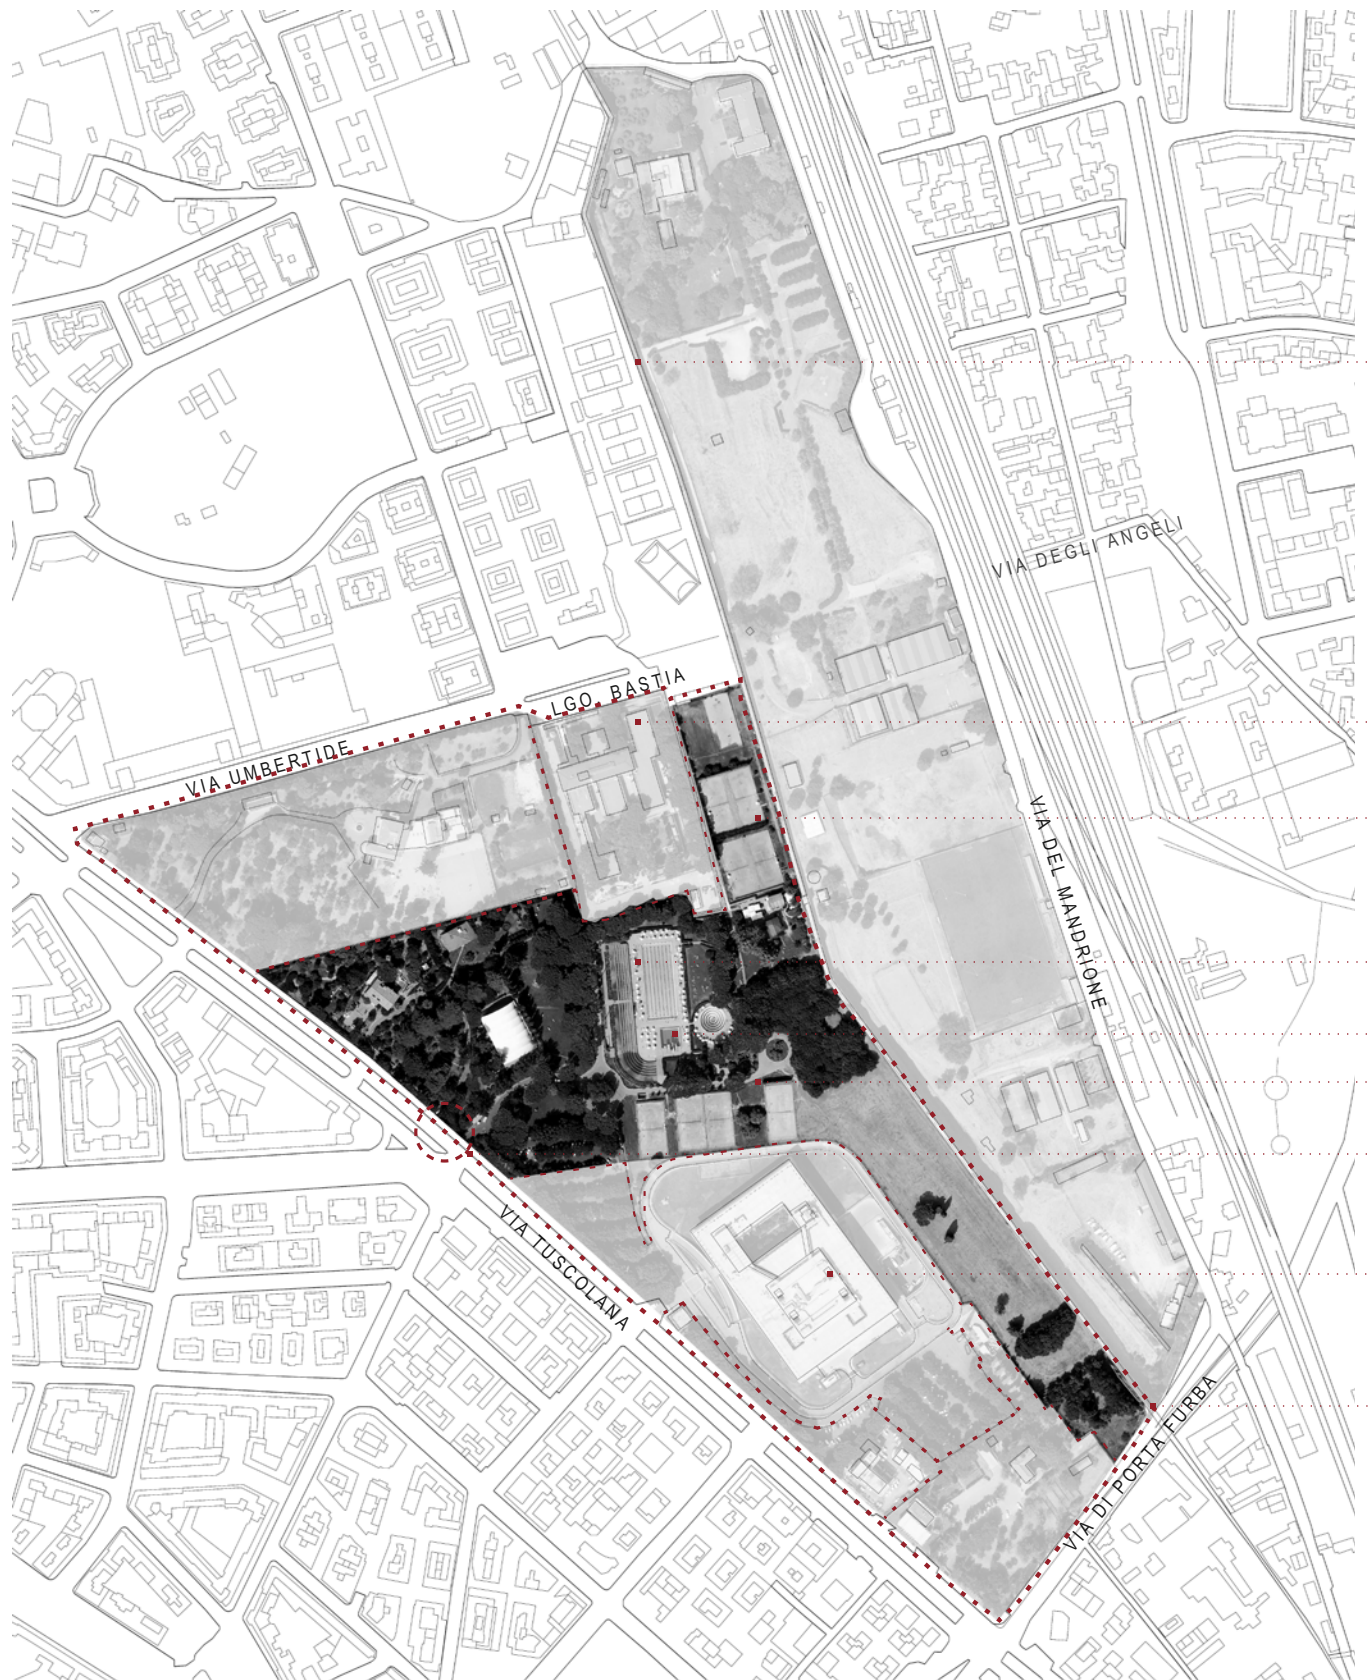 VIA DEGLI ANGELI
LGO. BASTIA
VIA UMBERTIDE
VIA DEL MANDRIONE
VIA TUSCOLANA
VIA DI PORTA FURBA